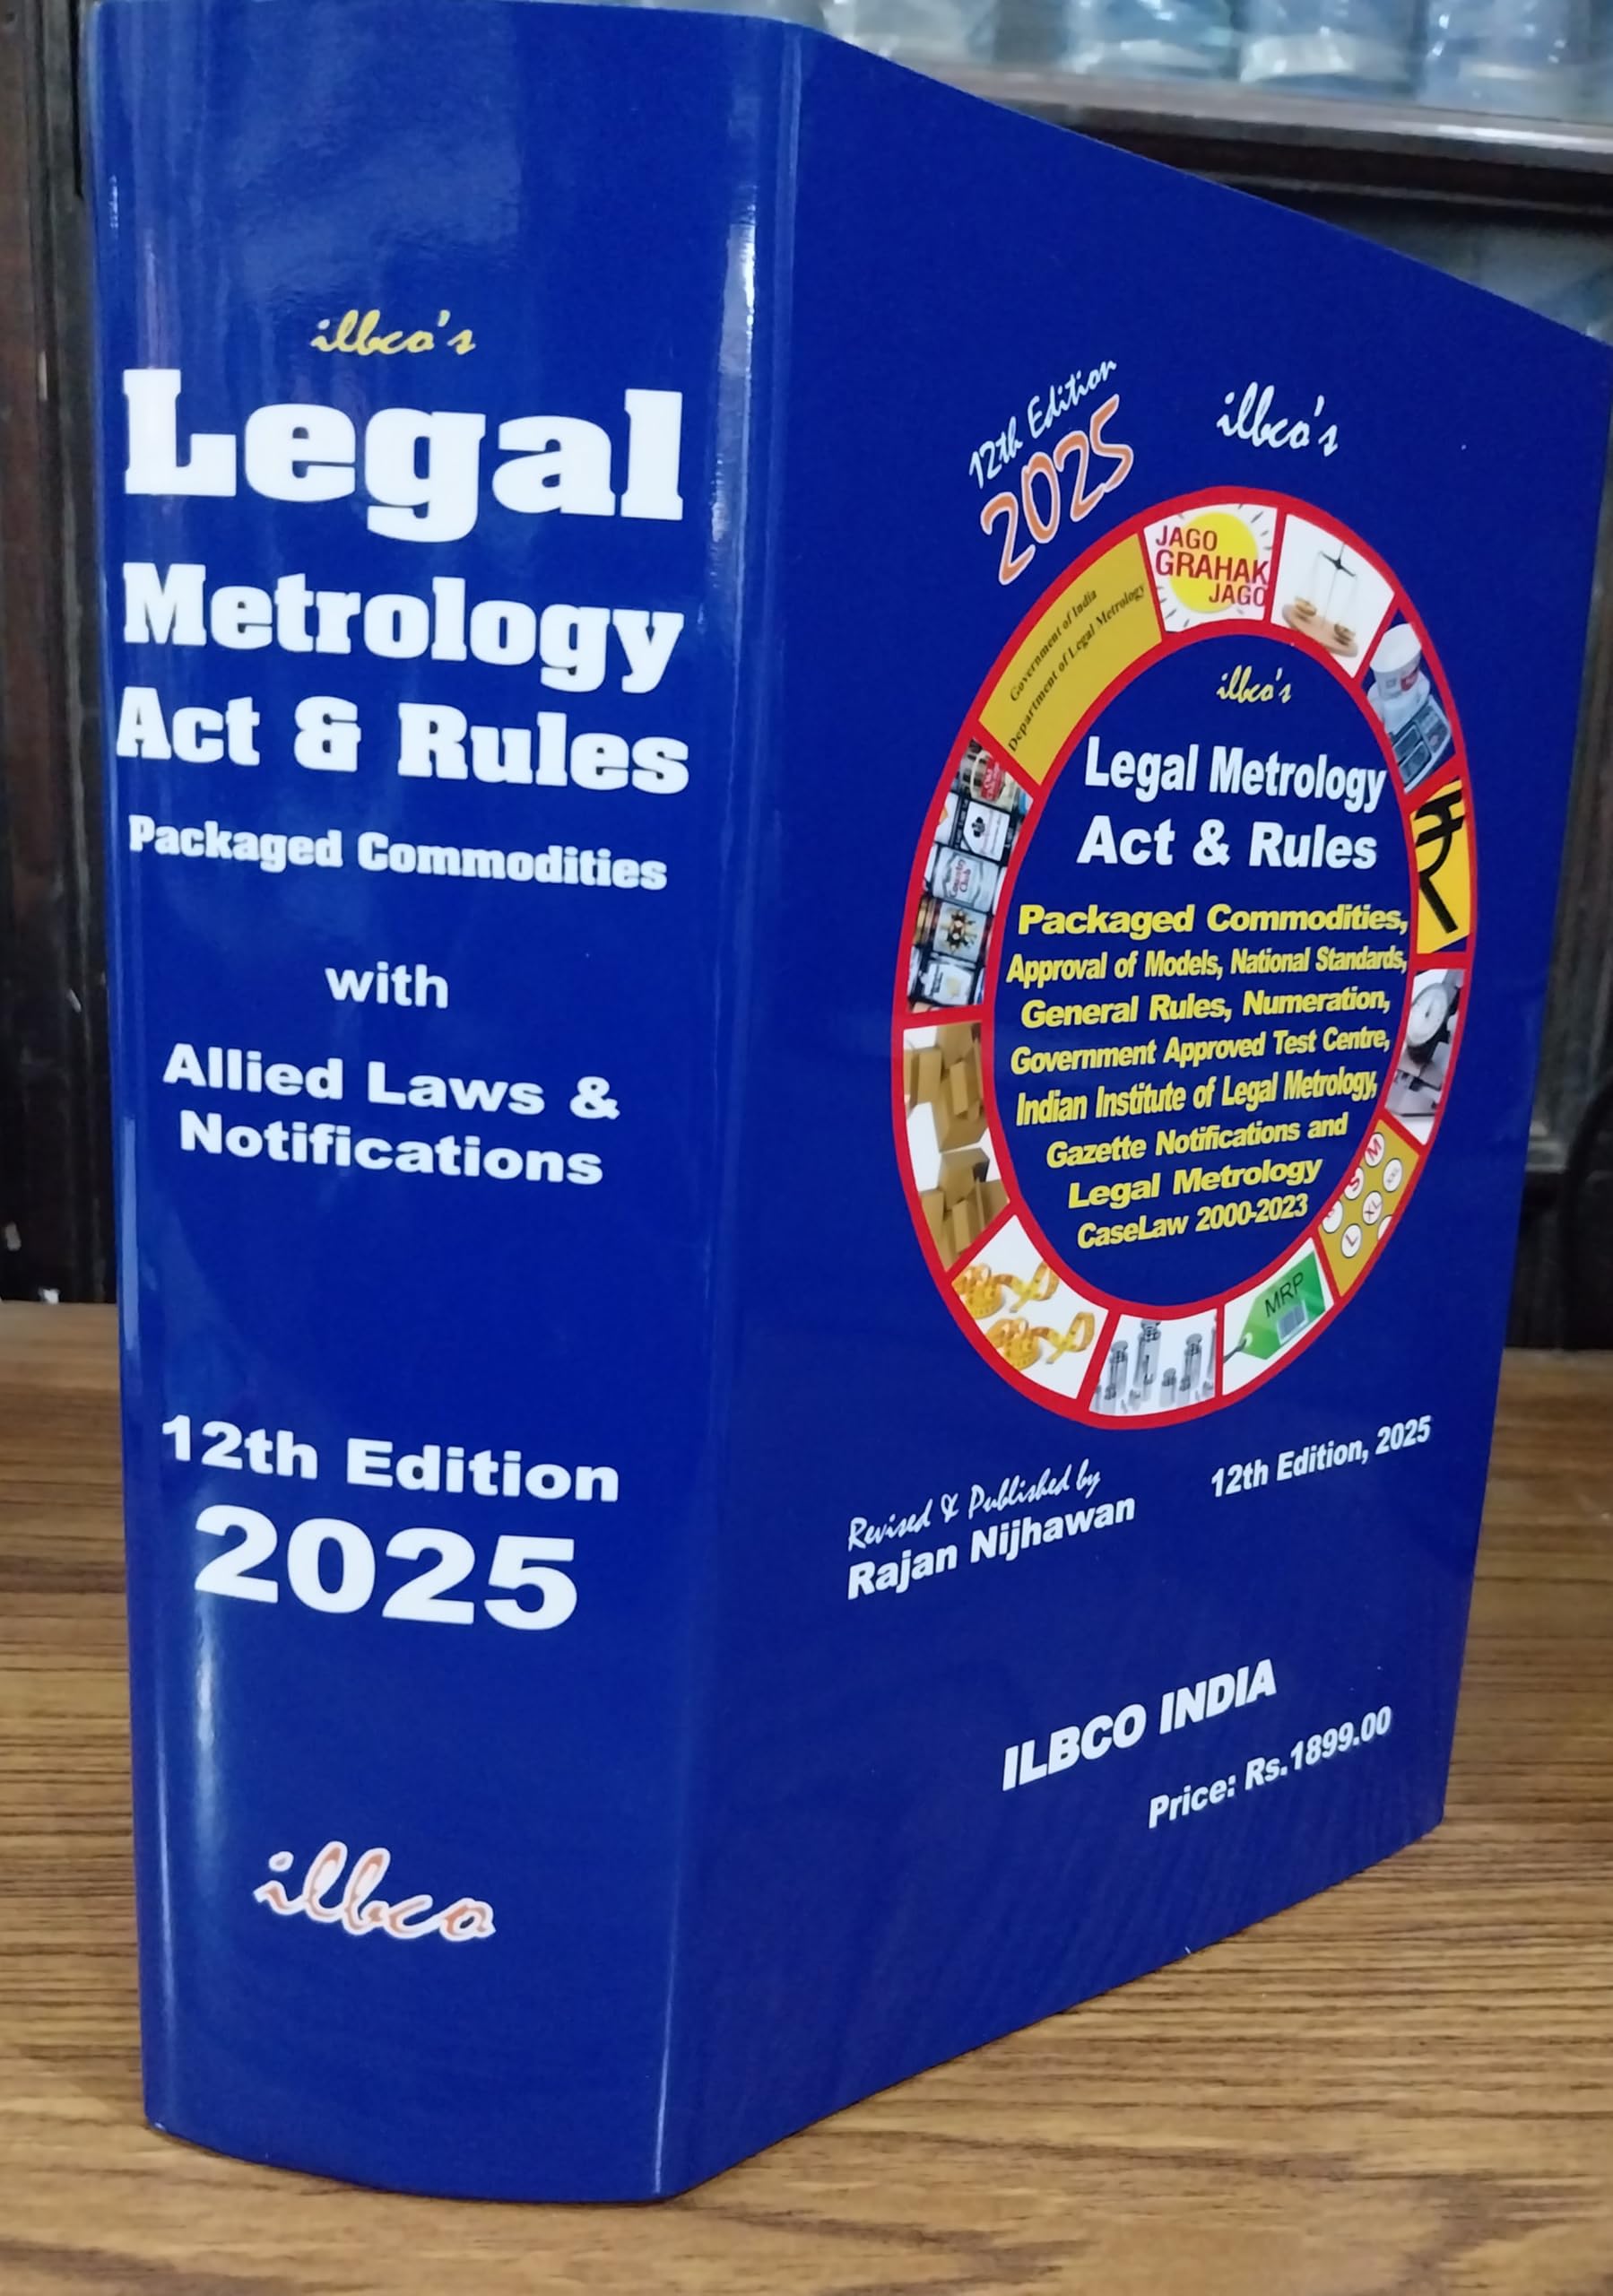 ilbco's
Legal
Metrology
Act & Rules
Packaged Commodities
with
Allied Laws &
Notifications
12th Edition
2025
ilbco
12th Edition
2025
ilbco's
Government of India
Department of Legal Metrology
JAGO
GRAHAK
JAGO
₹
M
S
XL
L
MRP
ilbco's
Legal Metrology
Act & Rules
Packaged Commodities,
Approval of Models, National Standards,
General Rules, Numeration,
Government Approved Test Centre,
Indian Institute of Legal Metrology,
Gazette Notifications and
Legal Metrology
CaseLaw 2000-2023
Revised & Published by
Rajan Nijhawan
12th Edition, 2025
ILBCO INDIA
Price: Rs.1899.00